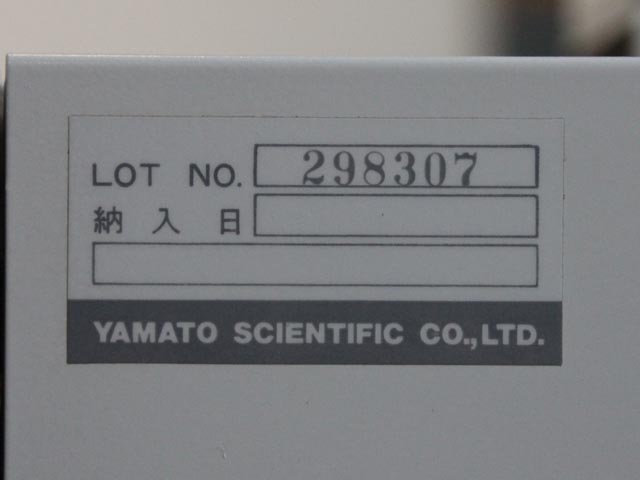 LOT NO. 298307
納入日
YAMATO SCIENTIFIC CO.,LTD.